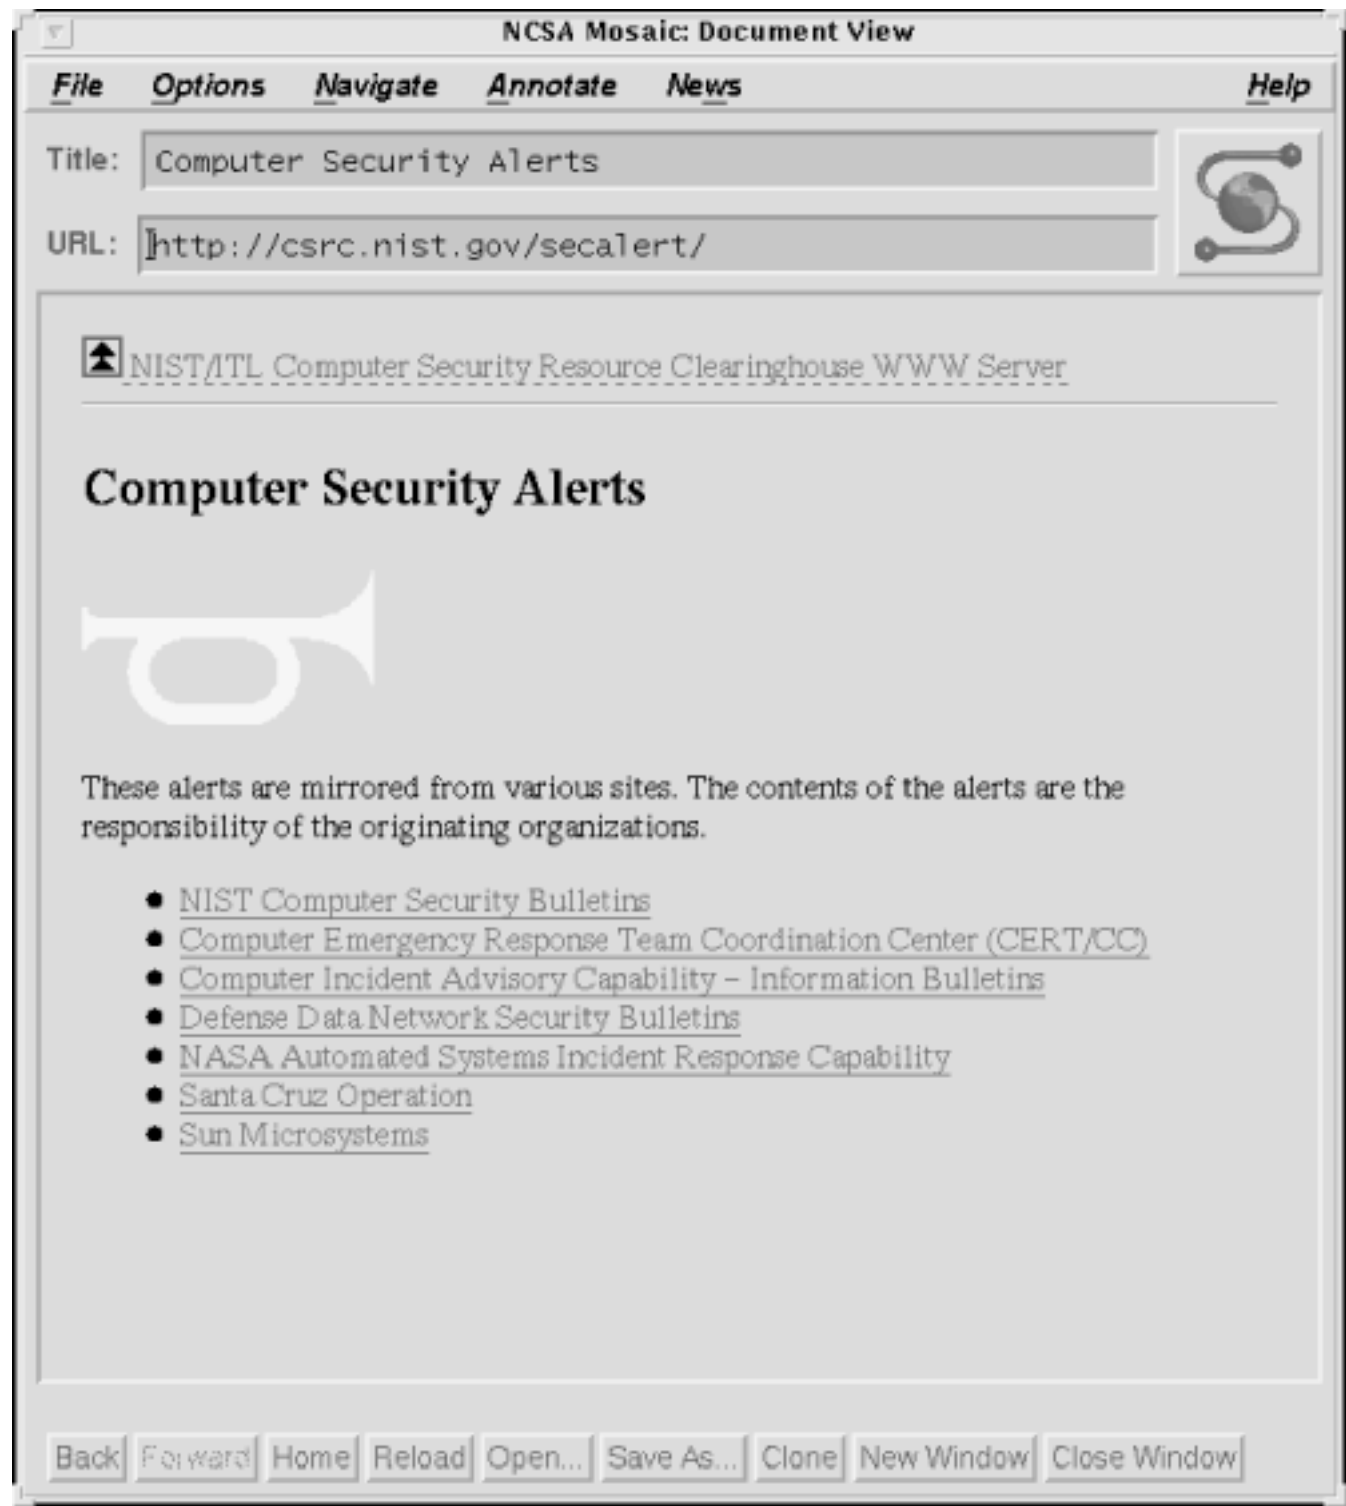 NCSA Mosaic: Document View
File Options Navigate Annotate News Help
Title: Computer Security Alerts
URL: http://csrc.nist.gov/secalert/
NIST/ITL Computer Security Resource Clearinghouse WWW Server
Computer Security Alerts
These alerts are mirrored from various sites. The contents of the alerts are the
responsibility of the originating organizations.
NIST Computer Security Bulletins
Computer Emergency Response Team Coordination Center (CERT/CC)
Computer Incident Advisory Capability – Information Bulletins
Defense Data Network Security Bulletins
NASA Automated Systems Incident Response Capability
Santa Cruz Operation
Sun Microsystems
Back Forward Home Reload Open... Save As... Clone New Window Close Window